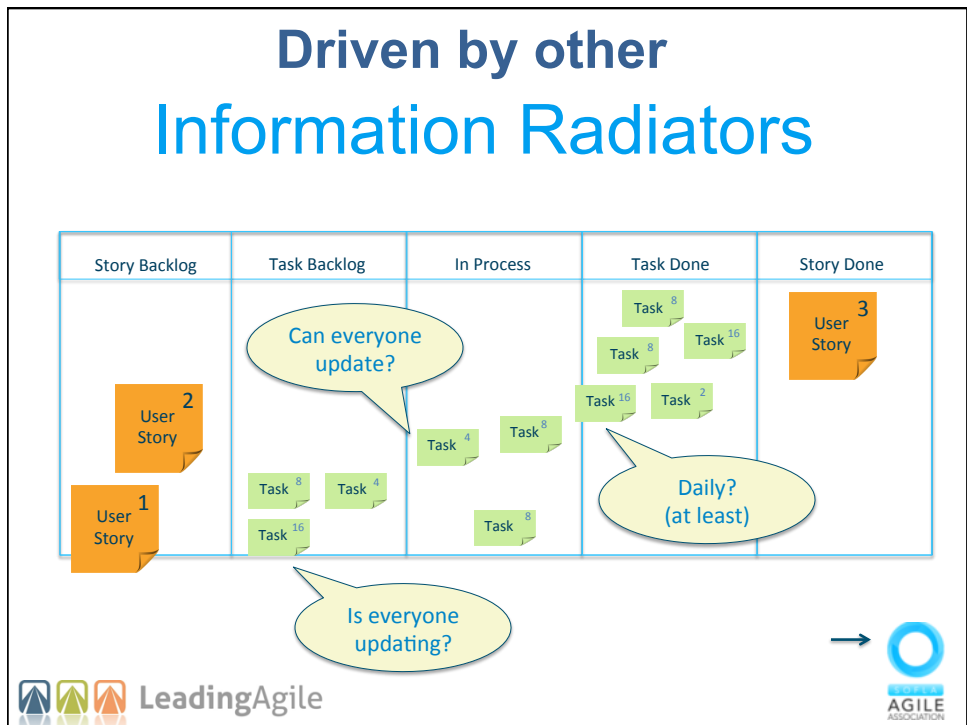 Driven by other
Information Radiators
Story Backlog
Task Backlog
In Process
Task Done
Story Done
Can everyone
update?
Task 8
Task 16
Task 8
Task 16
Task 2
3
User
Story
2
User
Story
Task 4
Task 8
1
User
Story
Task 8
Task 4
Task 16
Task 8
Daily?
(at least)
Is everyone
updating?
LeadingAgile
SOFLA
AGILE
ASSOCIATION